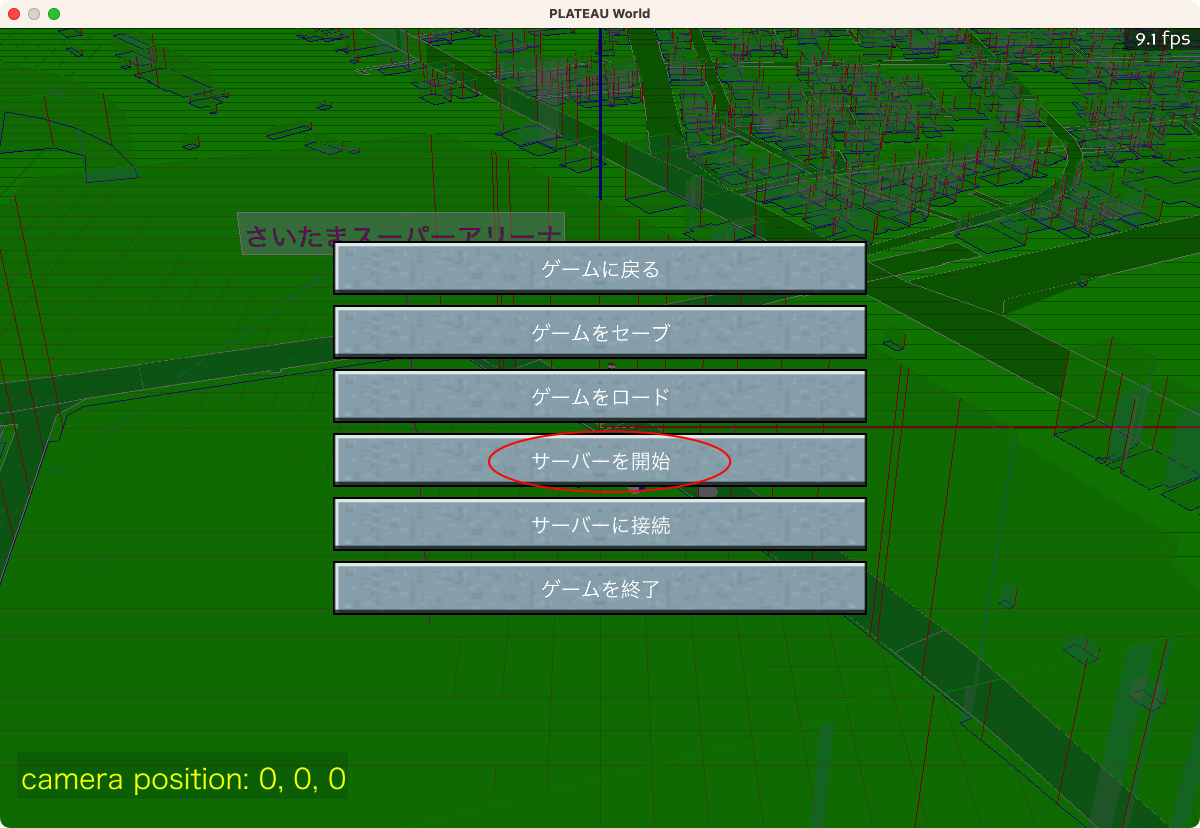 PLATEAU World
9.1 fps
さいたまスーパーアリーナ
ゲームに戻る
ゲームをセーブ
ゲームをロード
サーバーを開始
サーバーに接続
ゲームを終了
camera position: 0, 0, 0